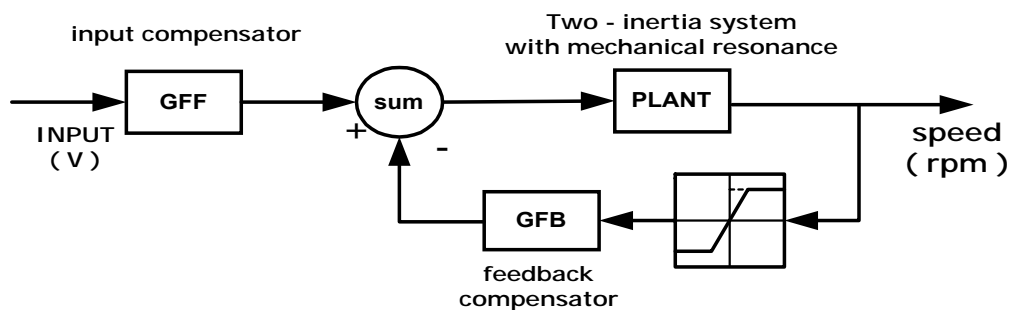 input compensator
Two - inertia system
with mechanical resonance
GFF
sum
PLANT
+
-
INPUT
( V )
speed
( rpm )
GFB
feedback
compensator